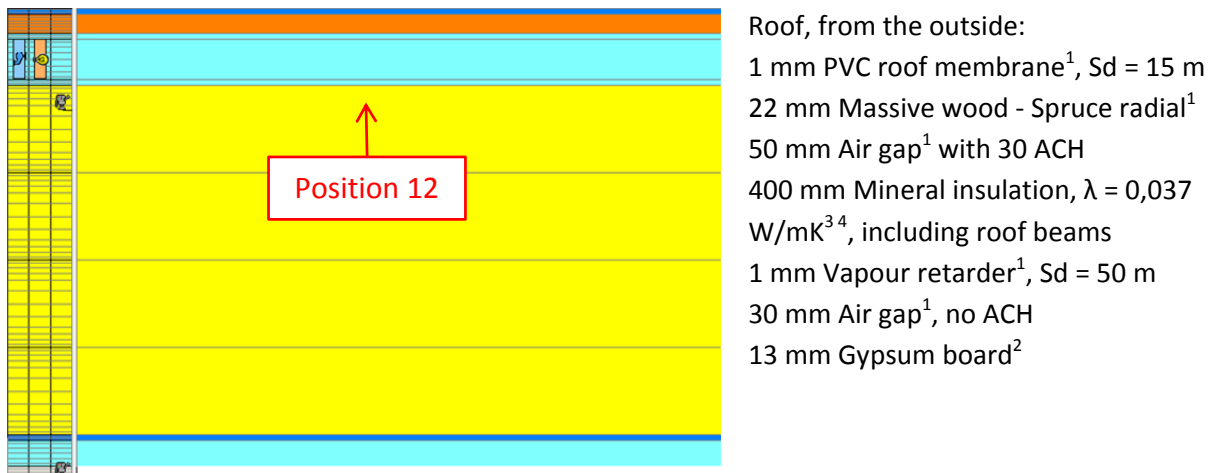 Roof, from the outside:
1 mm PVC roof membrane¹, Sd = 15 m
22 mm Massive wood - Spruce radial¹
50 mm Air gap¹ with 30 ACH
400 mm Mineral insulation, λ = 0,037
W/mK³ ⁴, including roof beams
1 mm Vapour retarder¹, Sd = 50 m
30 mm Air gap¹, no ACH
13 mm Gypsum board²
Position 12